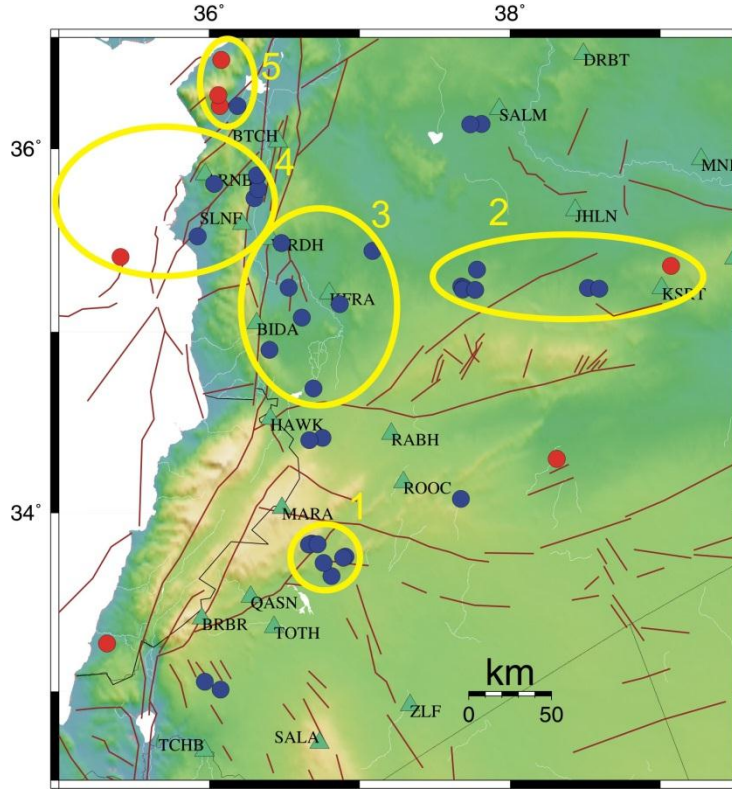 36°
38°
DRBT
5
SALM
36°
BTCH
MNB
4
RNB
3
2
JHLN
SLNF
RDH
KFRA
KSRT
BIDA
HAWK
RABH
ROOC
1
MARA
34°
QASN
BRBR
TOTH
km
0 50
ZLF
SALA
TCHB